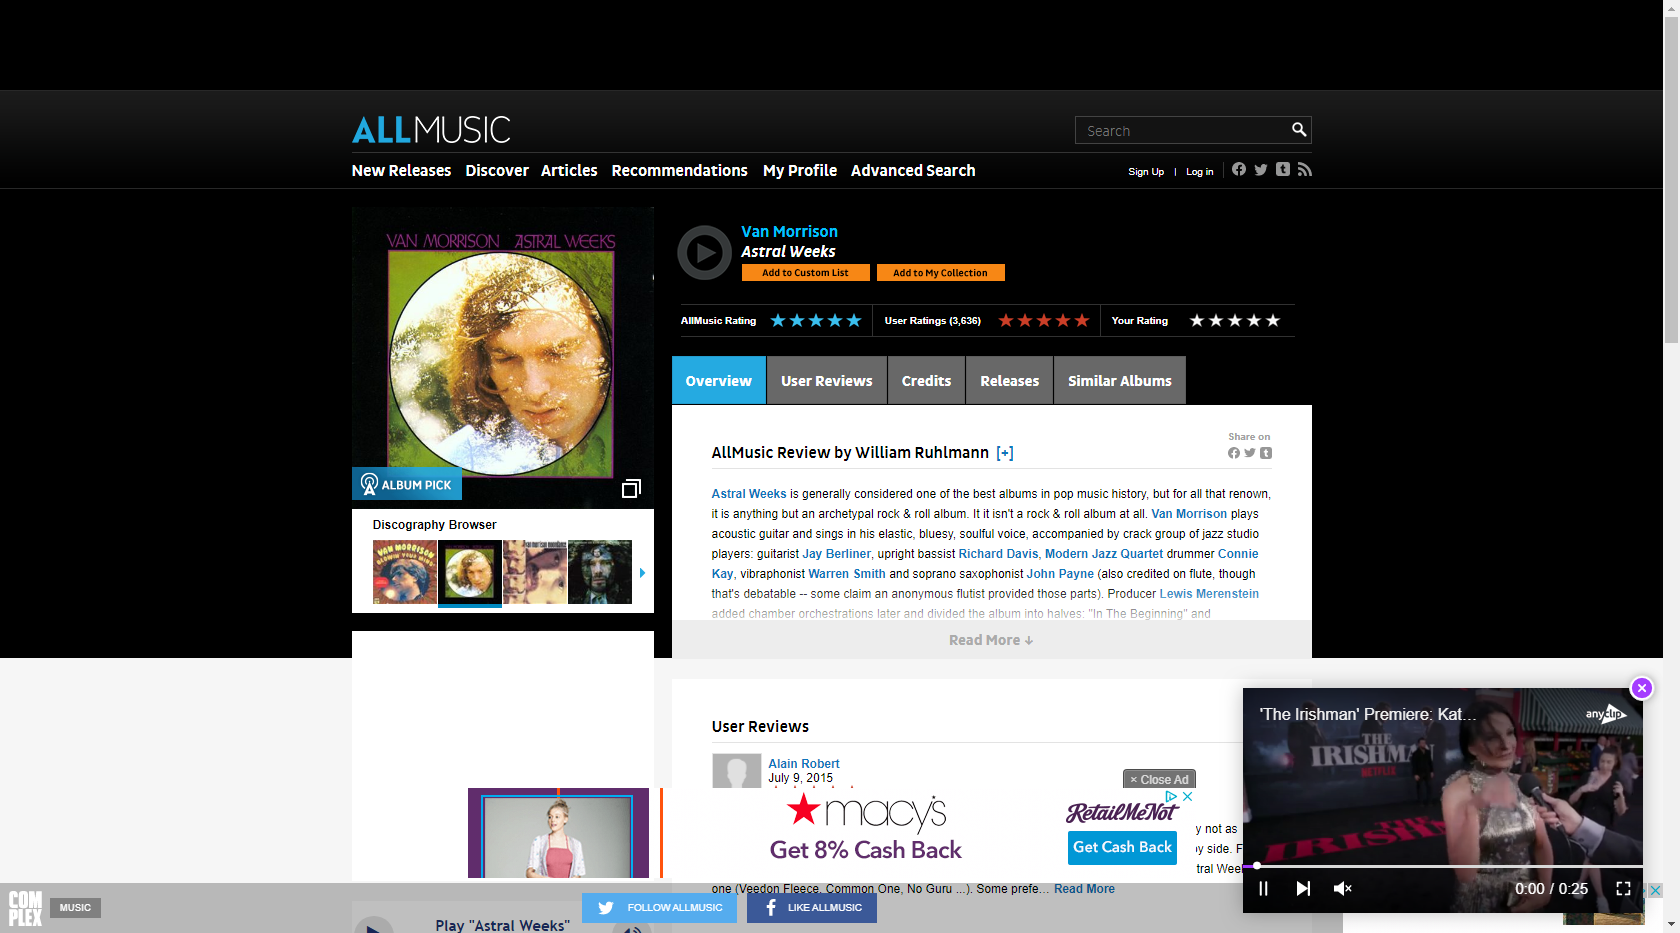 ALLMUSIC
Search
New Releases Discover Articles Recommendations My Profile Advanced Search
Sign Up | Log in
VAN MORRISON ASTRAL WEEKS
ALBUM PICK
Van Morrison
Astral Weeks
Add to Custom List Add to My Collection
AllMusic Rating User Ratings (3,636) Your Rating
Overview User Reviews Credits Releases Similar Albums
Discography Browser
VAN MORRISON
Share on
AllMusic Review by William Ruhlmann [+]
Astral Weeks is generally considered one of the best albums in pop music history, but for all that renown,
it is anything but an archetypal rock & roll album. It it isn't a rock & roll album at all. Van Morrison plays
acoustic guitar and sings in his elastic, bluesy, soulful voice, accompanied by crack group of jazz studio
players: guitarist Jay Berliner, upright bassist Richard Davis, Modern Jazz Quartet drummer Connie
Kay, vibraphonist Warren Smith and soprano saxophonist John Payne (also credited on flute, though
that's debatable -- some claim an anonymous flutist provided those parts). Producer Lewis Merenstein
added chamber orchestrations later and divided the album into halves: "In The Beginning" and
Read More ↓
User Reviews
Alain Robert
July 9, 2015
× Close Ad
macy's
Get 8% Cash Back
RetailMeNot
Get Cash Back
y not as
y side. F
tral Week
one (Veedon Fleece, Common One, No Guru ...). Some prefe... Read More
'The Irishman' Premiere: Kat...
anyclip
THE
IRISHMAN
NETFLIX
THE
IRISHM
0:00 / 0:25
COMPLEX
MUSIC
Play "Astral Weeks"
FOLLOW ALLMUSIC
LIKE ALLMUSIC